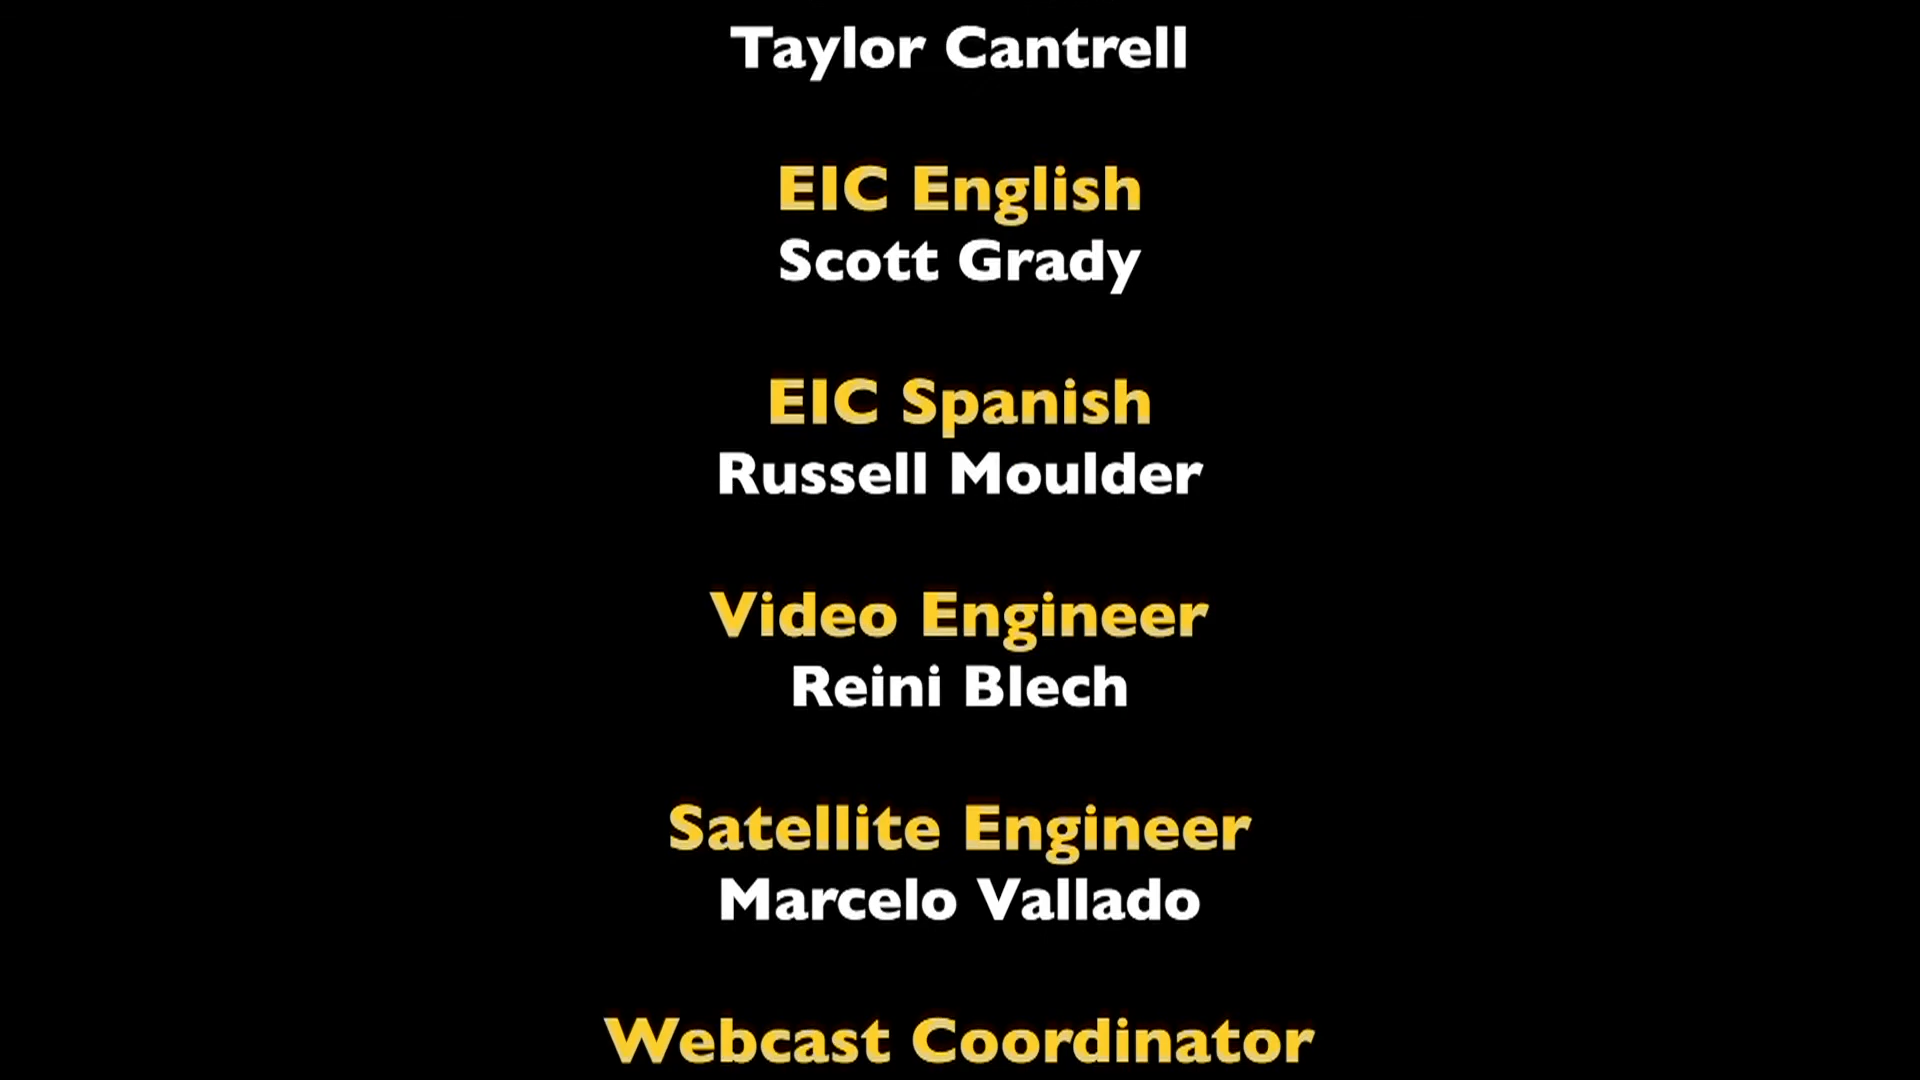 Taylor Cantrell
EIC English
Scott Grady
EIC Spanish
Russell Moulder
Video Engineer
Reini Blech
Satellite Engineer
Marcelo Vallado
Webcast Coordinator